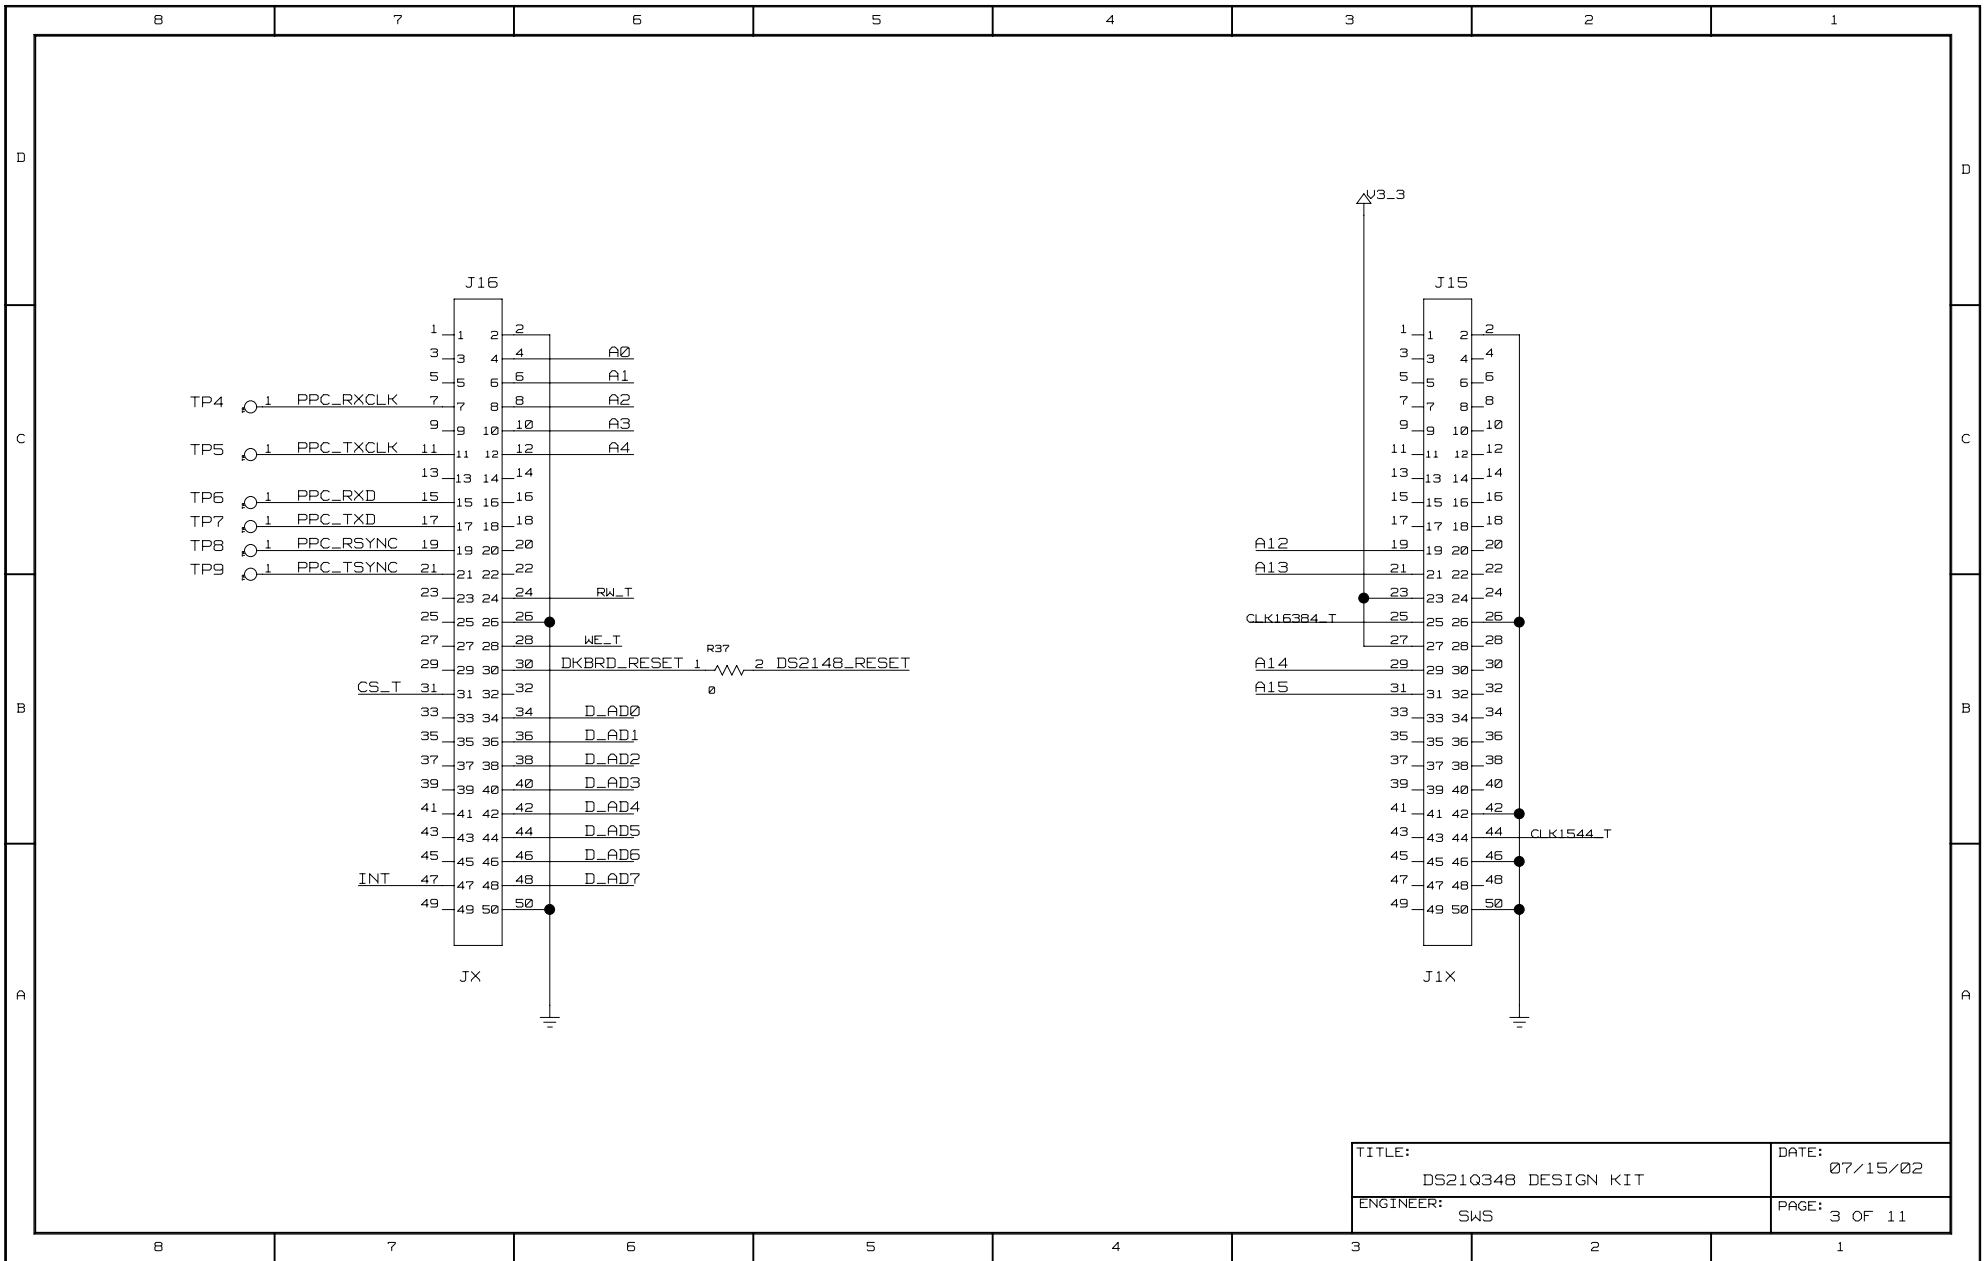 8 7 6 5 4 3 2 1
D D
V3_3
J16 J15
1 1 2 2 1 1 2 2
3 3 4 4 A0 3 3 4 4
5 5 6 6 A1 5 5 6 6
TP4 1 PPC_RXCLK 7 7 8 8 A2 7 7 8 8
9 9 10 10 A3 9 9 10 10
C C
TP5 1 PPC_TXCLK 11 11 12 12 A4 11 11 12 12
13 13 14 14 13 13 14 14
TP6 1 PPC_RXD 15 15 16 16 15 15 16 16
TP7 1 PPC_TXD 17 17 18 18 17 17 18 18
TP8 1 PPC_RSYNC 19 19 20 20 A12 19 19 20 20
TP9 1 PPC_TSYNC 21 21 22 22 A13 21 21 22 22
23 23 24 24 RW_T 23 23 24 24
25 25 26 26 CLK16384_T 25 25 26 26
27 27 28 28 WE_T 27 27 28 28
R37
29 29 30 30 DKBRD_RESET 1 2 DS2148_RESET A14 29 29 30 30
0
CS_T 31 31 32 32 A15 31 31 32 32
B B
33 33 34 34 D_AD0 33 33 34 34
35 35 36 36 D_AD1 35 35 36 36
37 37 38 38 D_AD2 37 37 38 38
39 39 40 40 D_AD3 39 39 40 40
41 41 42 42 D_AD4 41 41 42 42
43 43 44 44 D_AD5 43 43 44 44 CLK1544_T
45 45 46 46 D_AD6 45 45 46 46
INT 47 47 48 48 D_AD7 47 47 48 48
49 49 50 50 49 49 50 50
JX J1X
A A
TITLE: DATE:
DS21Q348 DESIGN KIT 07/15/02
ENGINEER: SWS PAGE: 3 OF 11
8 7 6 5 4 3 2 1